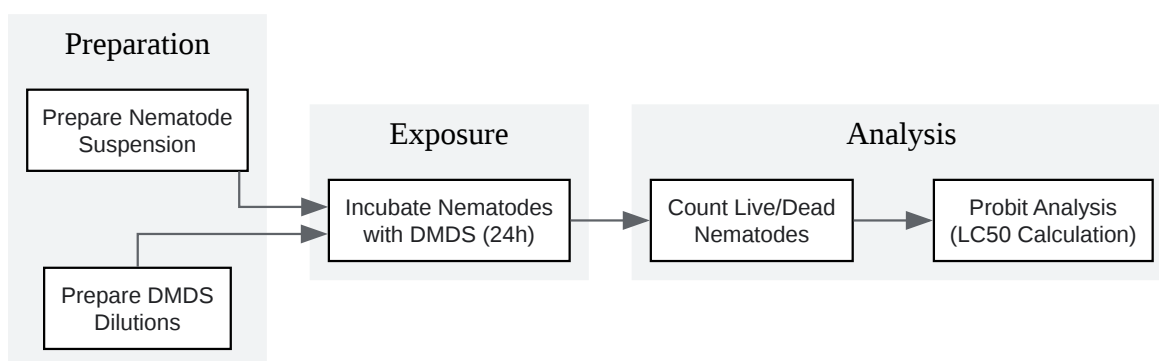 Preparation
Prepare Nematode
Suspension
Prepare DMDS
Dilutions
Exposure
Incubate Nematodes
with DMDS (24h)
Analysis
Count Live/Dead
Nematodes
Probit Analysis
(LC50 Calculation)